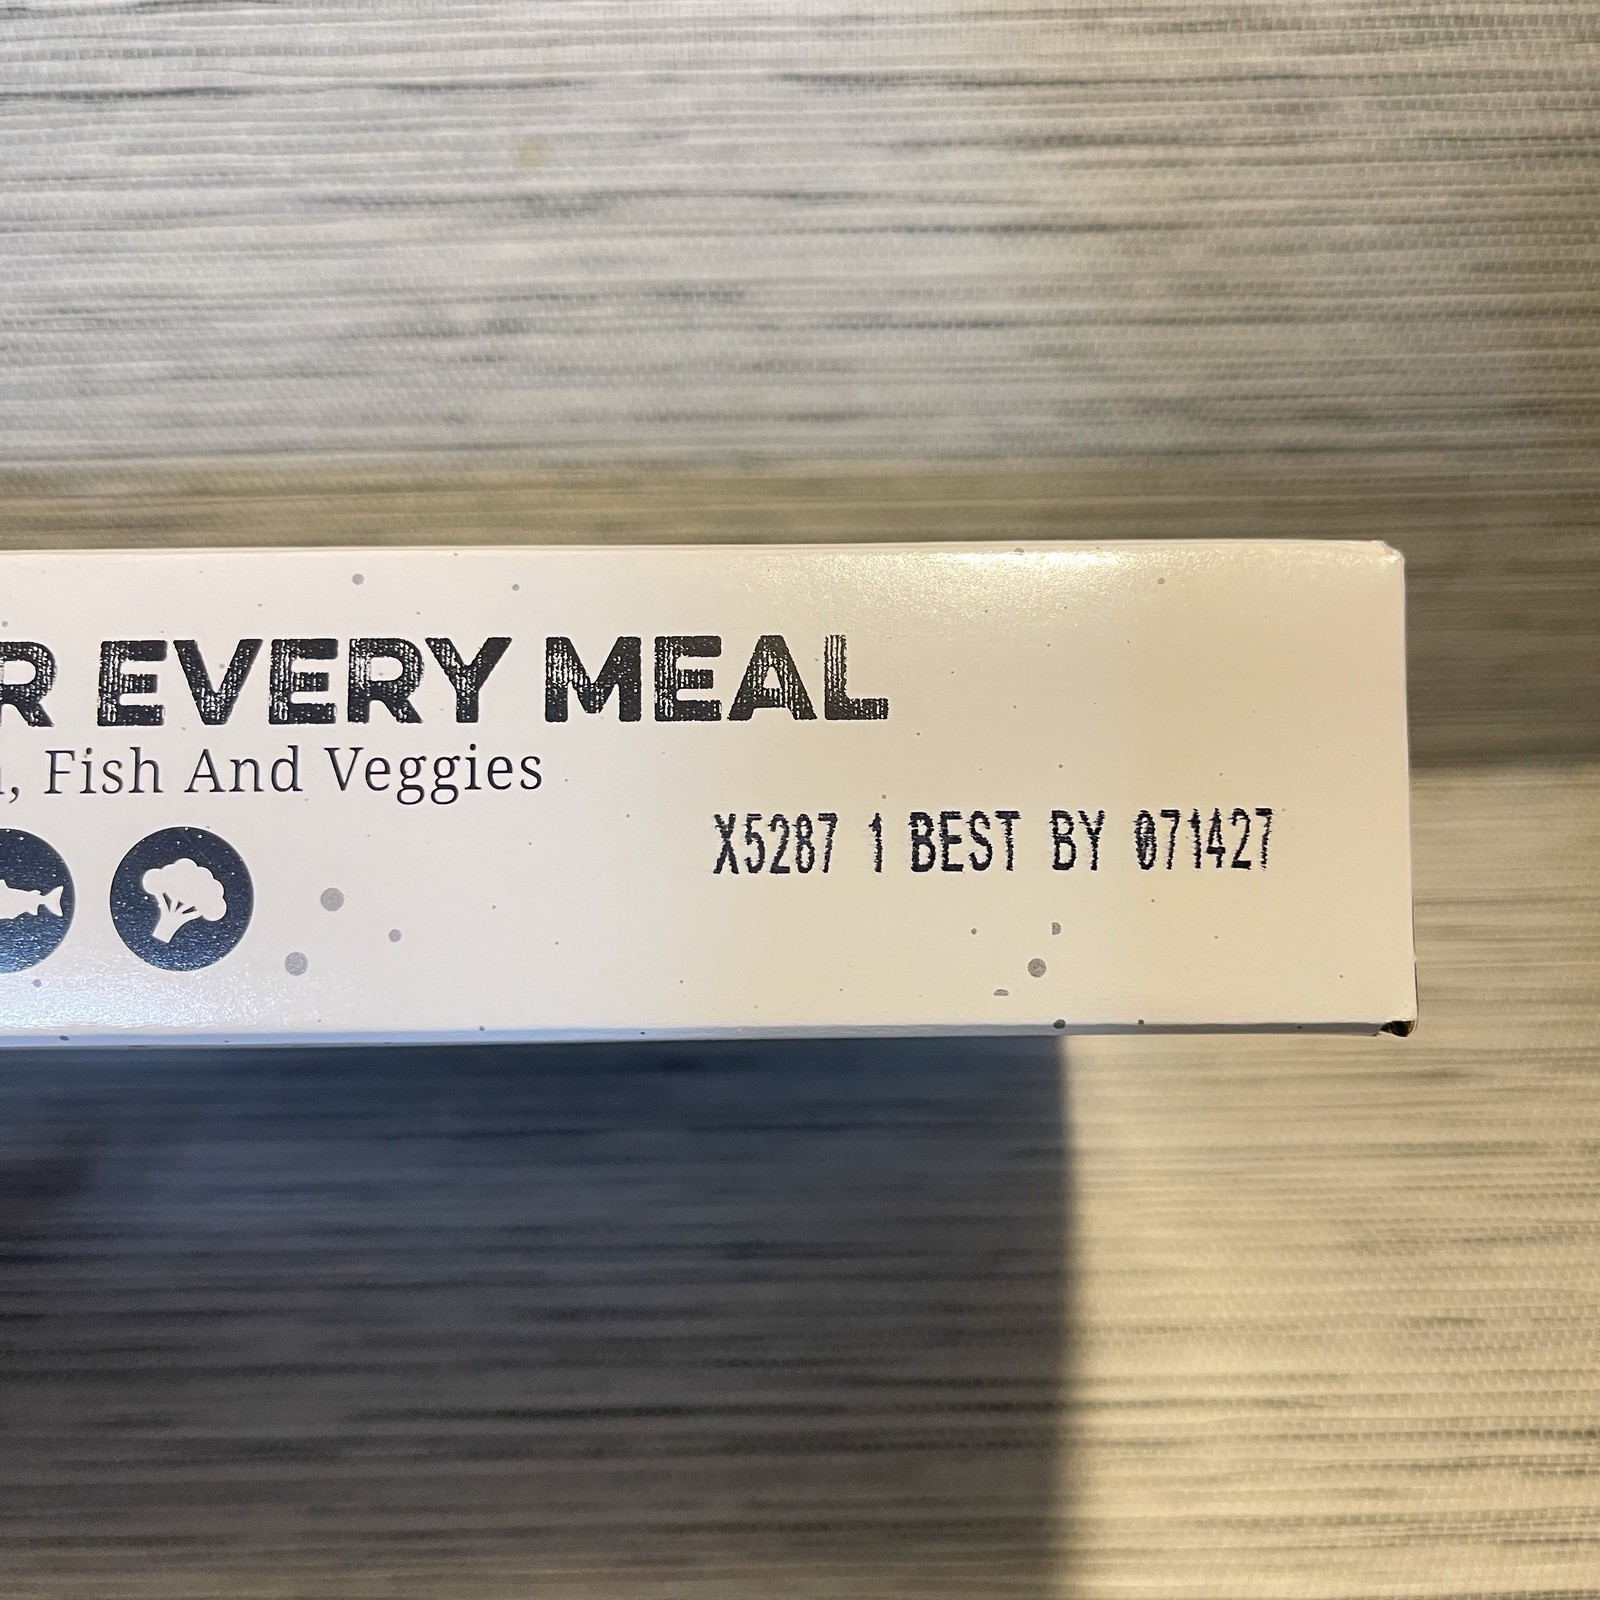 R EVERY MEAL
, Fish And Veggies
X5287 1 BEST BY 071427